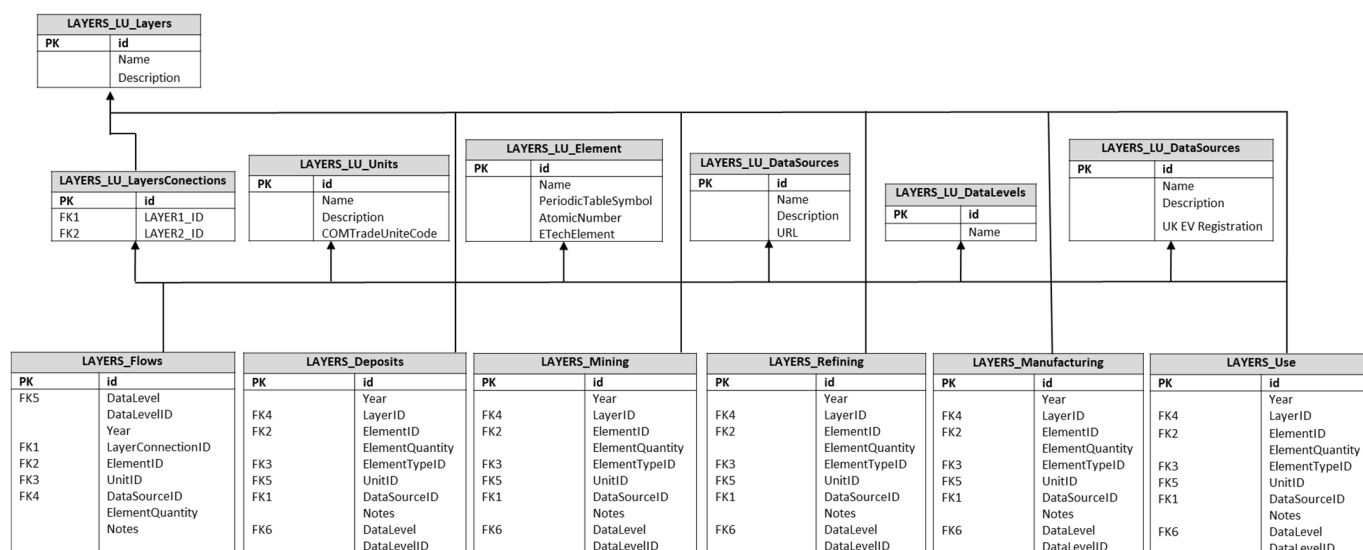 LAYERS_LU_Layers
PK id
Name
Description
LAYERS_LU_LayersConections
PK id
FK1 LAYER1_ID
FK2 LAYER2_ID
LAYERS_LU_Units
PK id
Name
Description
COMTradeUniteCode
LAYERS_LU_Element
PK id
Name
PeriodicTableSymbol
AtomicNumber
ETechElement
LAYERS_LU_DataSources
PK id
Name
Description
URL
LAYERS_LU_DataLevels
PK id
Name
LAYERS_LU_DataSources
PK id
Name
Description
UK EV Registration
LAYERS_Flows
PK id
FK5 DataLevel
DataLevelID
Year
FK1 LayerConnectionID
FK2 ElementID
FK3 UnitID
FK4 DataSourceID
ElementQuantity
Notes
LAYERS_Deposits
PK id
Year
FK4 LayerID
FK2 ElementID
ElementQuantity
FK3 ElementTypeID
FK5 UnitID
FK1 DataSourceID
Notes
FK6 DataLevel
DataLevelID
LAYERS_Mining
PK id
Year
FK4 LayerID
FK2 ElementID
ElementQuantity
FK3 ElementTypeID
FK5 UnitID
FK1 DataSourceID
Notes
FK6 DataLevel
DataLevelID
LAYERS_Refining
PK id
Year
FK4 LayerID
FK2 ElementID
ElementQuantity
FK3 ElementTypeID
FK5 UnitID
FK1 DataSourceID
Notes
FK6 DataLevel
DataLevelID
LAYERS_Manufacturing
PK id
Year
FK4 LayerID
FK2 ElementID
ElementQuantity
FK3 ElementTypeID
FK5 UnitID
FK1 DataSourceID
Notes
FK6 DataLevel
DataLevelID
LAYERS_Use
PK id
Year
FK4 LayerID
FK2 ElementID
ElementQuantity
FK3 ElementTypeID
FK5 UnitID
FK1 DataSourceID
Notes
FK6 DataLevel
DataLevelID